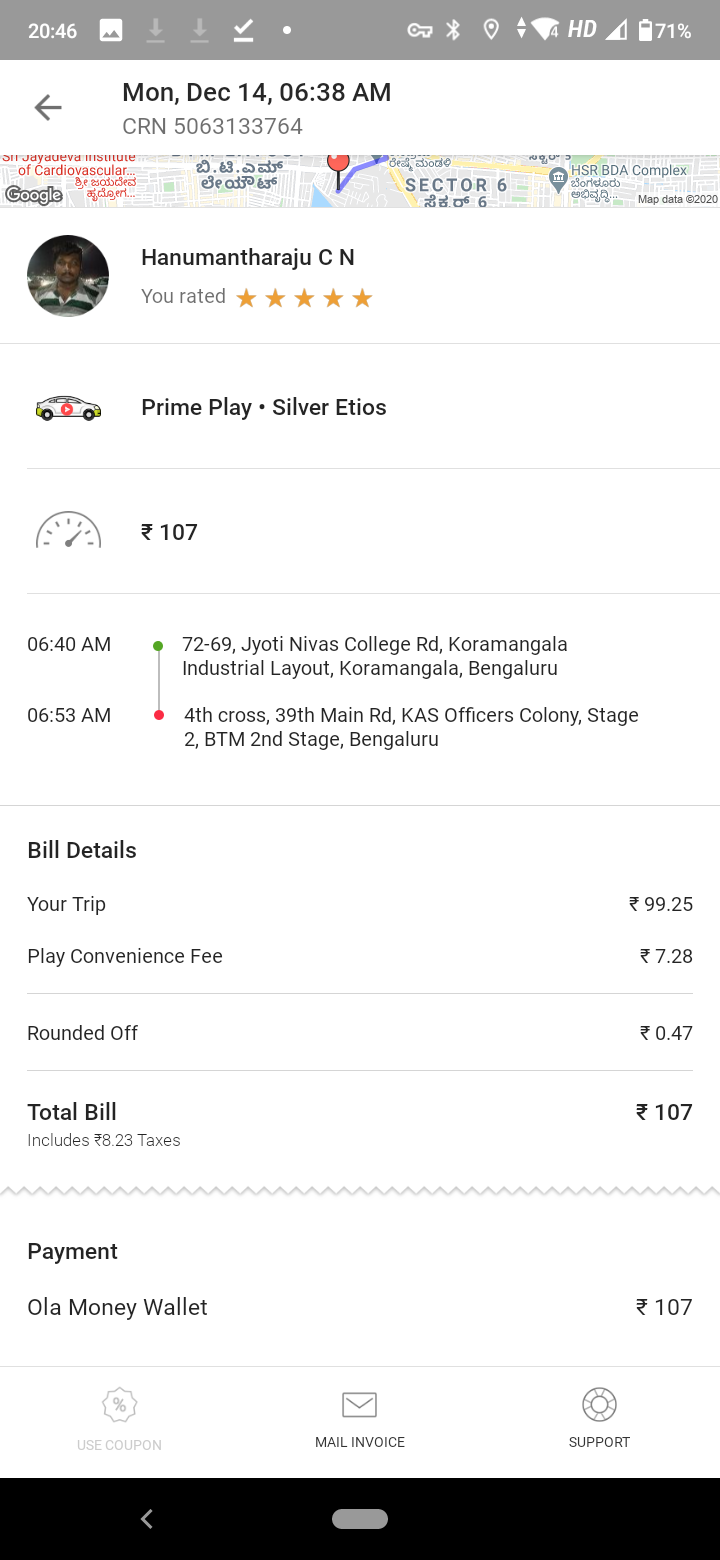 20:46
4 HD 71%
Mon, Dec 14, 06:38 AM
CRN 5063133764
Sri Jayadeva Institute
of Cardiovascular...
ಶ್ರೀ ಜಯದೇವ
ಹೃದ್ರೋಗ...
ಬಿ.ಟಿ.ಎಮ್
ಲೇಔಟ್
ರೇಷ್ಮೆ ಮಂಡಳಿ
SECTOR 6
ಸೆಕ್ಟರ್ 6
HSR BDA Complex
ಬೆಂಗಳೂರು
ಅಭಿವೃದ್ಧಿ...
Google
Map data ©2020
Hanumantharaju C N
You rated
Prime Play • Silver Etios
₹ 107
06:40 AM 72-69, Jyoti Nivas College Rd, Koramangala
Industrial Layout, Koramangala, Bengaluru
06:53 AM 4th cross, 39th Main Rd, KAS Officers Colony, Stage
2, BTM 2nd Stage, Bengaluru
Bill Details
Your Trip ₹ 99.25
Play Convenience Fee ₹ 7.28
Rounded Off ₹ 0.47
Total Bill ₹ 107
Includes ₹8.23 Taxes
Payment
Ola Money Wallet ₹ 107
%
USE COUPON MAIL INVOICE SUPPORT